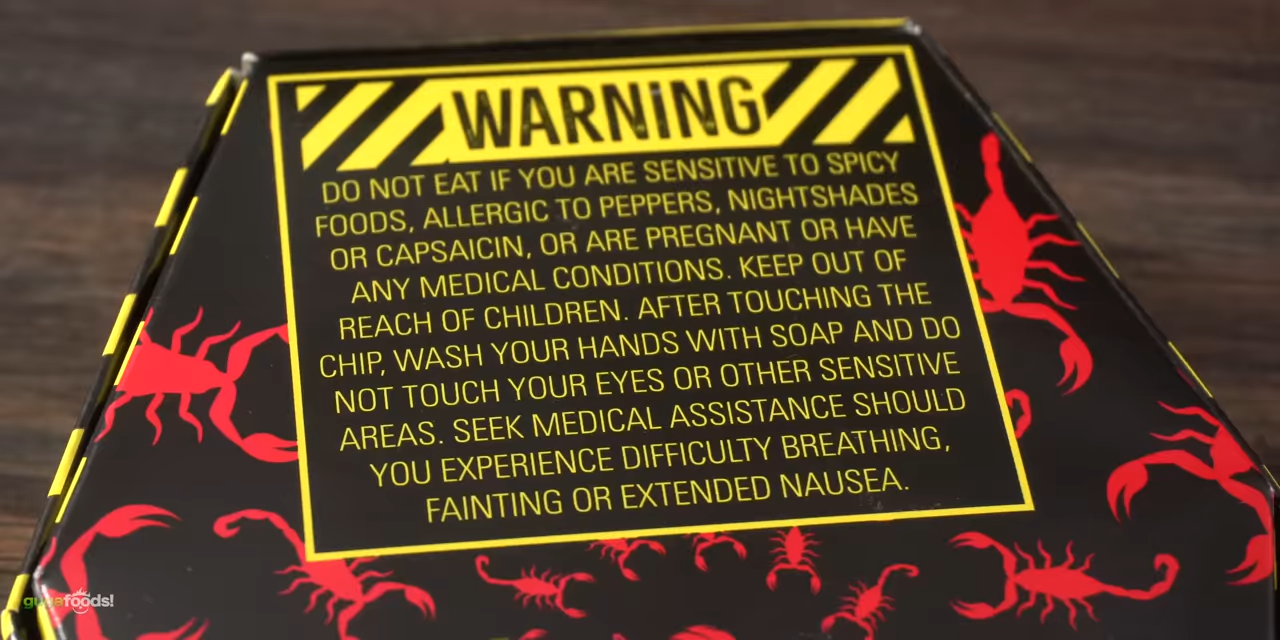 WARNING
DO NOT EAT IF YOU ARE SENSITIVE TO SPICY
FOODS, ALLERGIC TO PEPPERS, NIGHTSHADES
OR CAPSAICIN, OR ARE PREGNANT OR HAVE
ANY MEDICAL CONDITIONS. KEEP OUT OF
REACH OF CHILDREN. AFTER TOUCHING THE
CHIP, WASH YOUR HANDS WITH SOAP AND DO
NOT TOUCH YOUR EYES OR OTHER SENSITIVE
AREAS. SEEK MEDICAL ASSISTANCE SHOULD
YOU EXPERIENCE DIFFICULTY BREATHING,
FAINTING OR EXTENDED NAUSEA.
gugafoods!